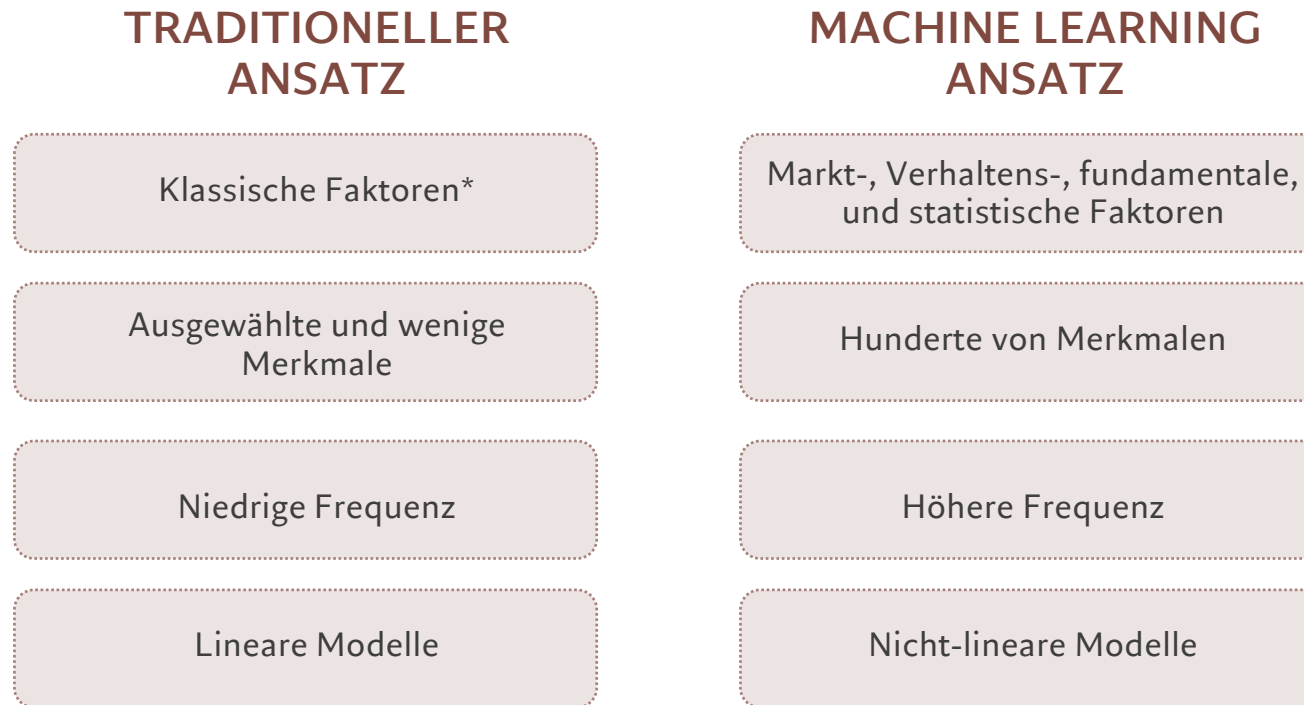 TRADITIONELLER
ANSATZ
Klassische Faktoren*
Ausgewählte und wenige
Merkmale
Niedrige Frequenz
Lineare Modelle
MACHINE LEARNING
ANSATZ
Markt-, Verhaltens-, fundamentale,
und statistische Faktoren
Hunderte von Merkmalen
Höhere Frequenz
Nicht-lineare Modelle